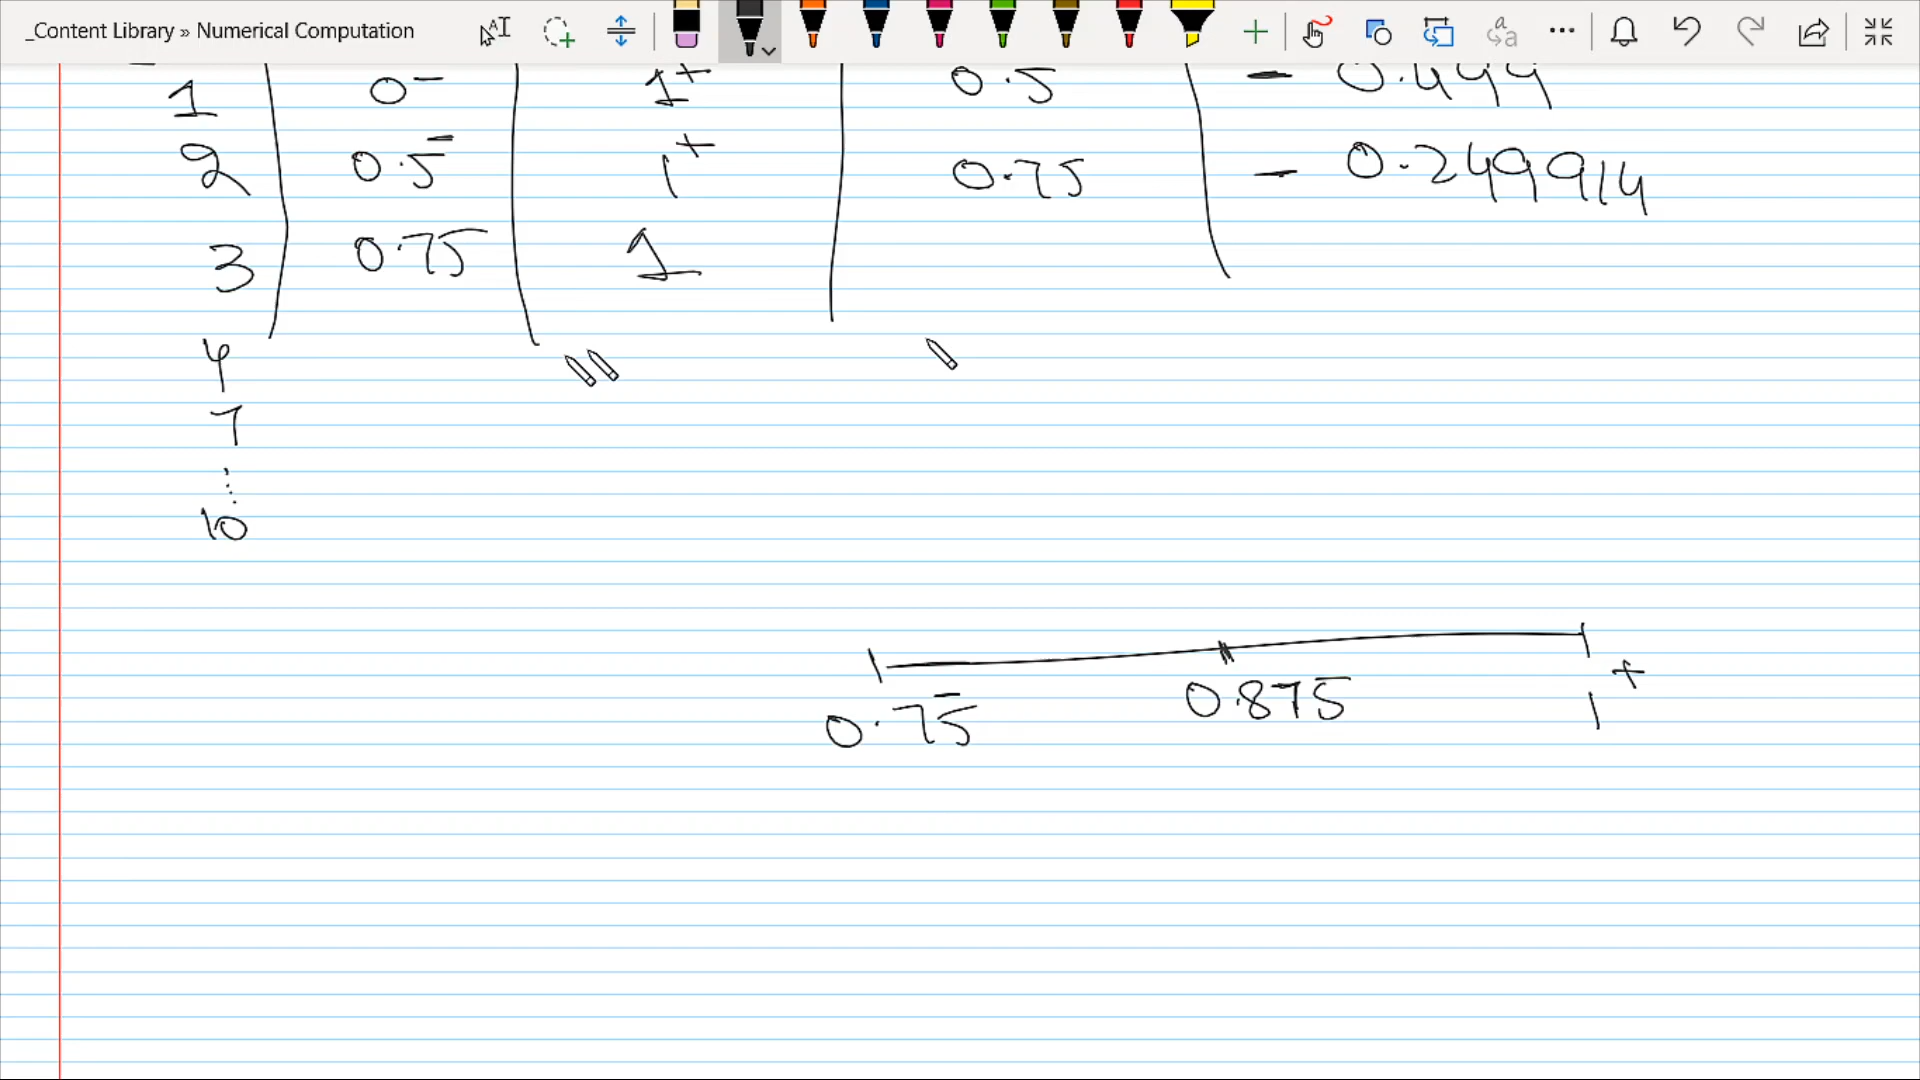 _Content Library » Numerical Computation
1 0⁻ 1⁺ 0.5 - 0.499
2 0.5⁻ 1⁺ 0.75 - 0.249914
3 0.75 1
4
7
⋮
10
0.75⁻ 0.875 1⁺